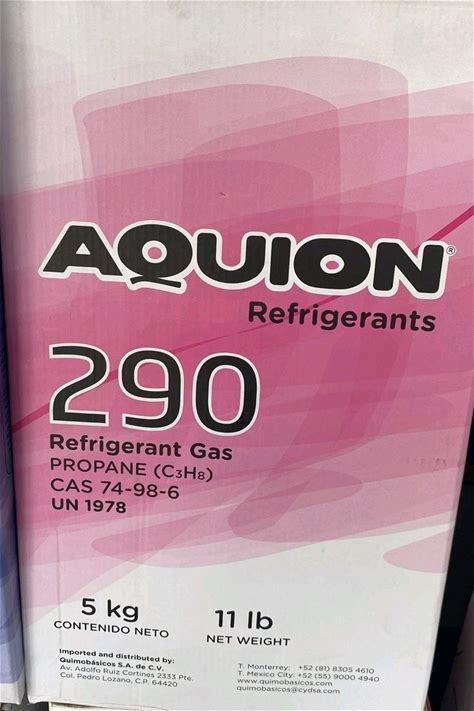 AQUION®
Refrigerants
290
Refrigerant Gas
PROPANE (C₃H₈)
CAS 74-98-6
UN 1978
5 kg
CONTENIDO NETO
11 lb
NET WEIGHT
Imported and distributed by:
Quimobásicos S.A. de C.V.
Av. Adolfo Ruiz Cortines 2333 Pte.
Col. Pedro Lozano, C.P. 64420
T. Monterrey: +52 (81) 8305 4610
T. Mexico City: +52 (55) 9000 4940
www.quimobasicos.com
quimobasicos@cydsa.com